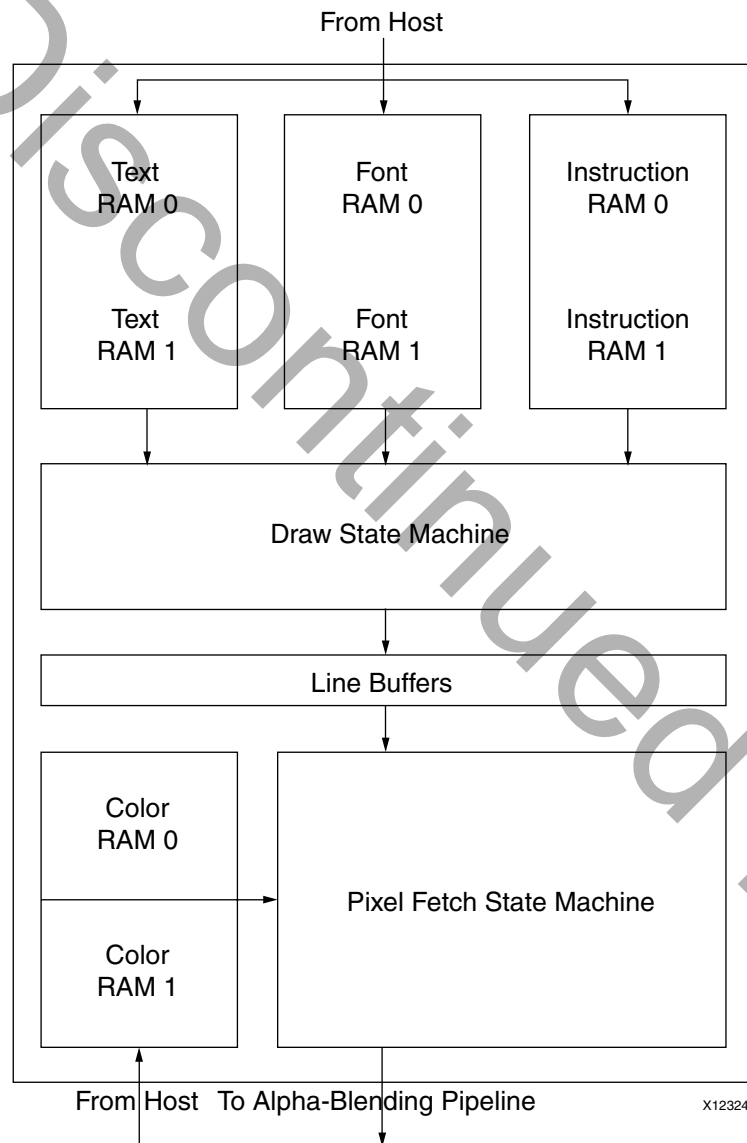 From Host
Text
RAM 0
Font
RAM 0
Instruction
RAM 0
Text
RAM 1
Font
RAM 1
Instruction
RAM 1
Draw State Machine
Line Buffers
Color
RAM 0
Pixel Fetch State Machine
Color
RAM 1
From Host
To Alpha-Blending Pipeline
X12324
Discontinued